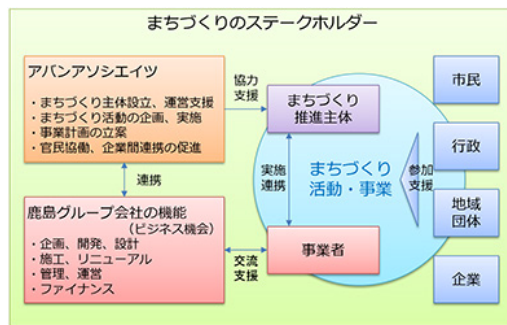 まちづくりのステークホルダー
アバンアソシエイツ
・まちづくり主体設立、運営支援
・まちづくり活動の企画、実施
・事業計画の立案
・官民協働、企業間連携の促進
協力
支援
まちづくり
推進主体
市民
行政
地域
団体
企業
まちづくり
活動・事業
参加
支援
実施
連携
連携
鹿島グループ会社の機能
（ビジネス機会）
・企画、開発、設計
・施工、リニューアル
・管理、運営
・ファイナンス
交流
支援
事業者